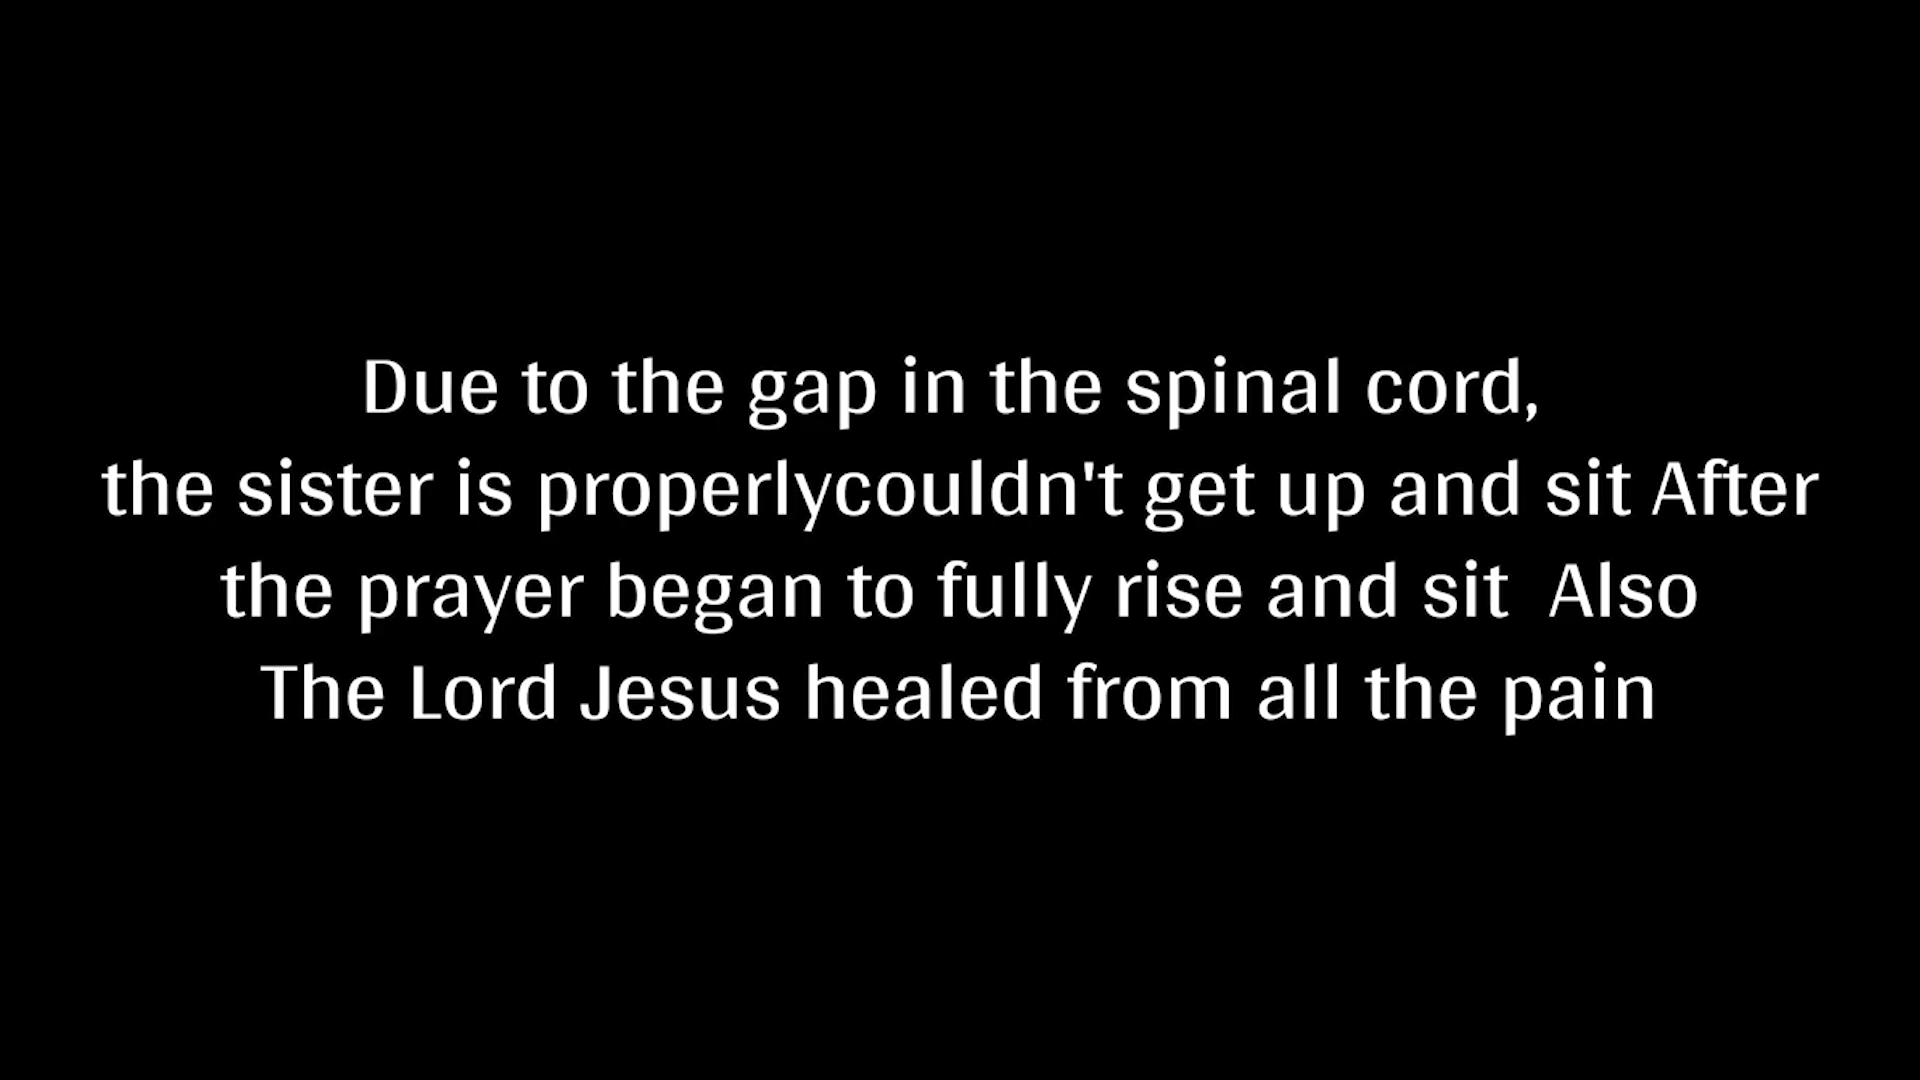 Due to the gap in the spinal cord,
the sister is properlycouldn't get up and sit After
the prayer began to fully rise and sit  Also
The Lord Jesus healed from all the pain